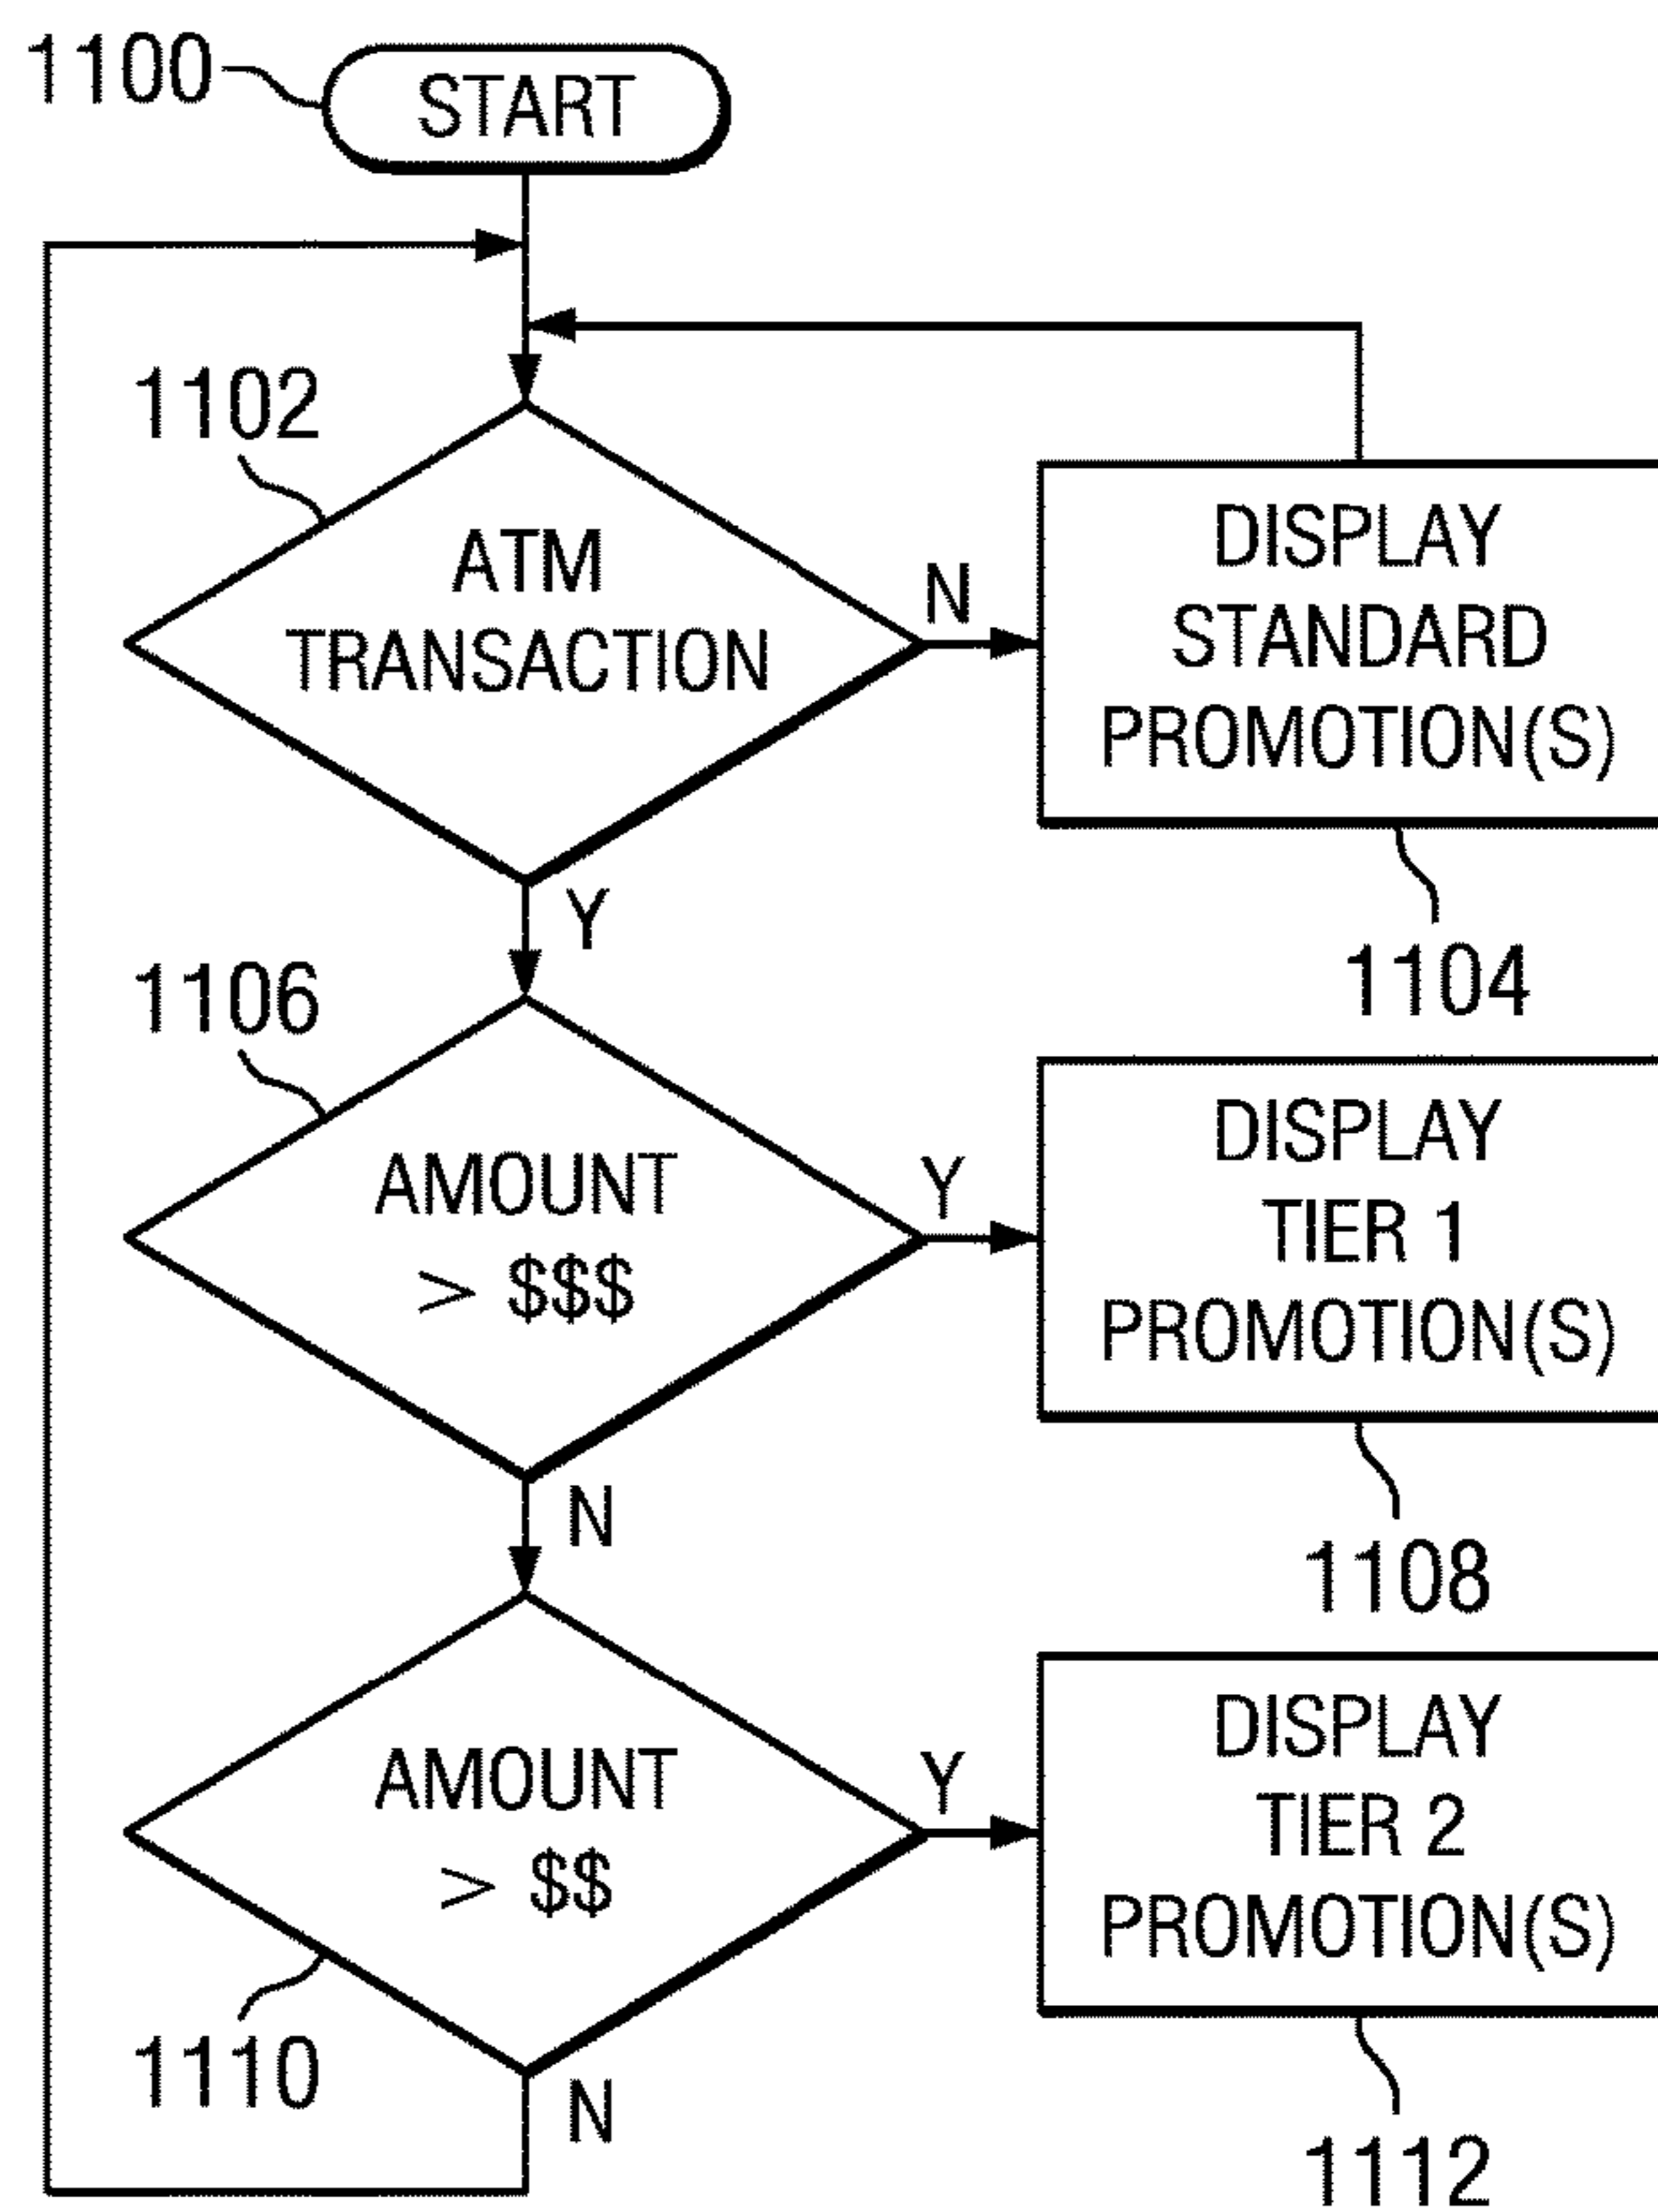 1100
START
1102
ATM
TRANSACTION
N
DISPLAY
STANDARD
PROMOTION(S)
1104
Y
1106
AMOUNT
> $$$
Y
DISPLAY
TIER 1
PROMOTION(S)
1108
N
AMOUNT
> $$
Y
DISPLAY
TIER 2
PROMOTION(S)
1110
N
1112